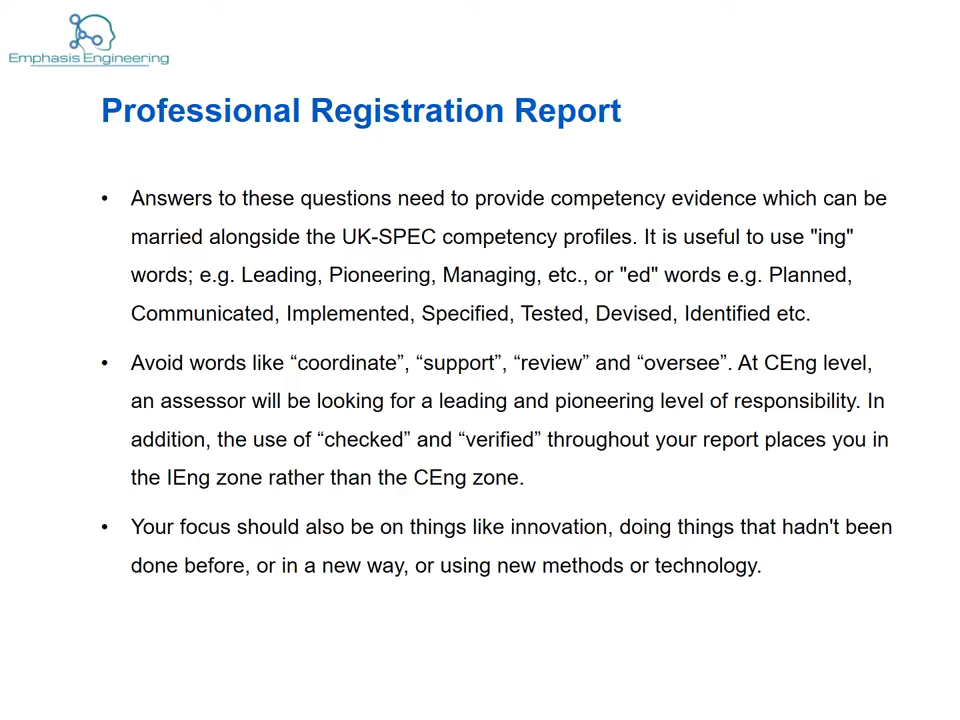 Emphasis Engineering
Professional Registration Report
• Answers to these questions need to provide competency evidence which can be
married alongside the UK-SPEC competency profiles. It is useful to use "ing"
words; e.g. Leading, Pioneering, Managing, etc., or "ed" words e.g. Planned,
Communicated, Implemented, Specified, Tested, Devised, Identified etc.
• Avoid words like “coordinate”, “support”, “review” and “oversee”. At CEng level,
an assessor will be looking for a leading and pioneering level of responsibility. In
addition, the use of “checked” and “verified” throughout your report places you in
the IEng zone rather than the CEng zone.
• Your focus should also be on things like innovation, doing things that hadn't been
done before, or in a new way, or using new methods or technology.